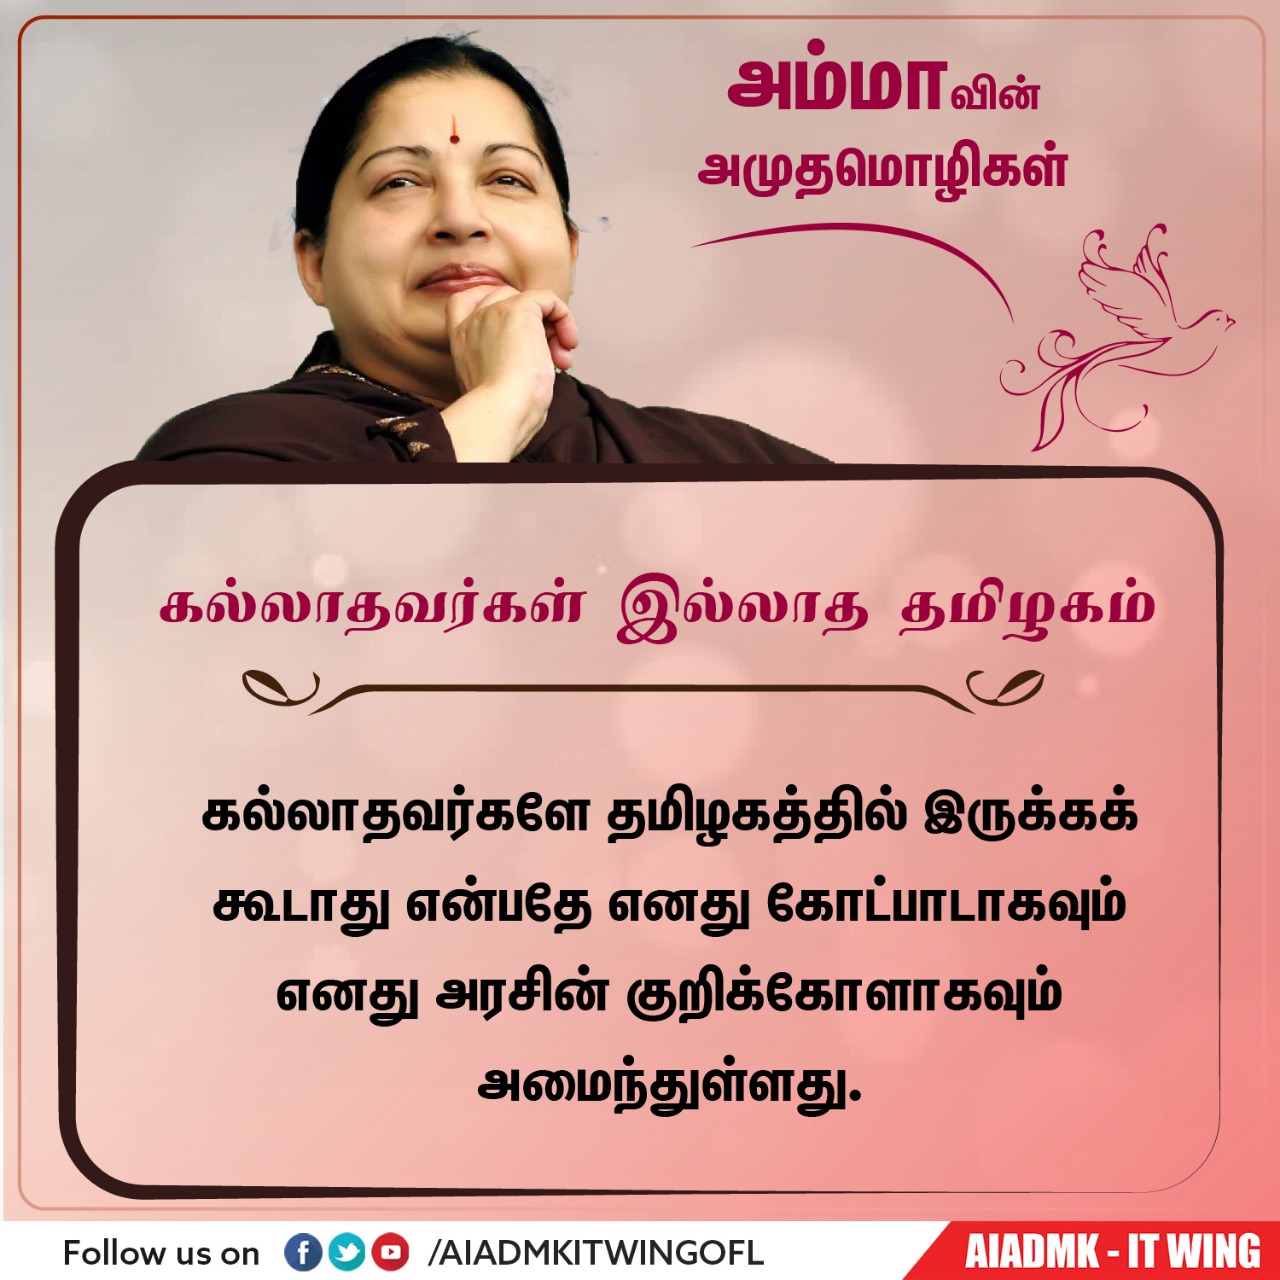 அம்மாவின்
அமுதமொழிகள்
கல்லாதவர்கள் இல்லாத தமிழகம்
கல்லாதவர்களே தமிழகத்தில் இருக்கக்
கூடாது என்பதே எனது கோட்பாடாகவும்
எனது அரசின் குறிக்கோளாகவும்
அமைந்துள்ளது.
Follow us on /AIADMKITWINGOFL
AIADMK - IT WING